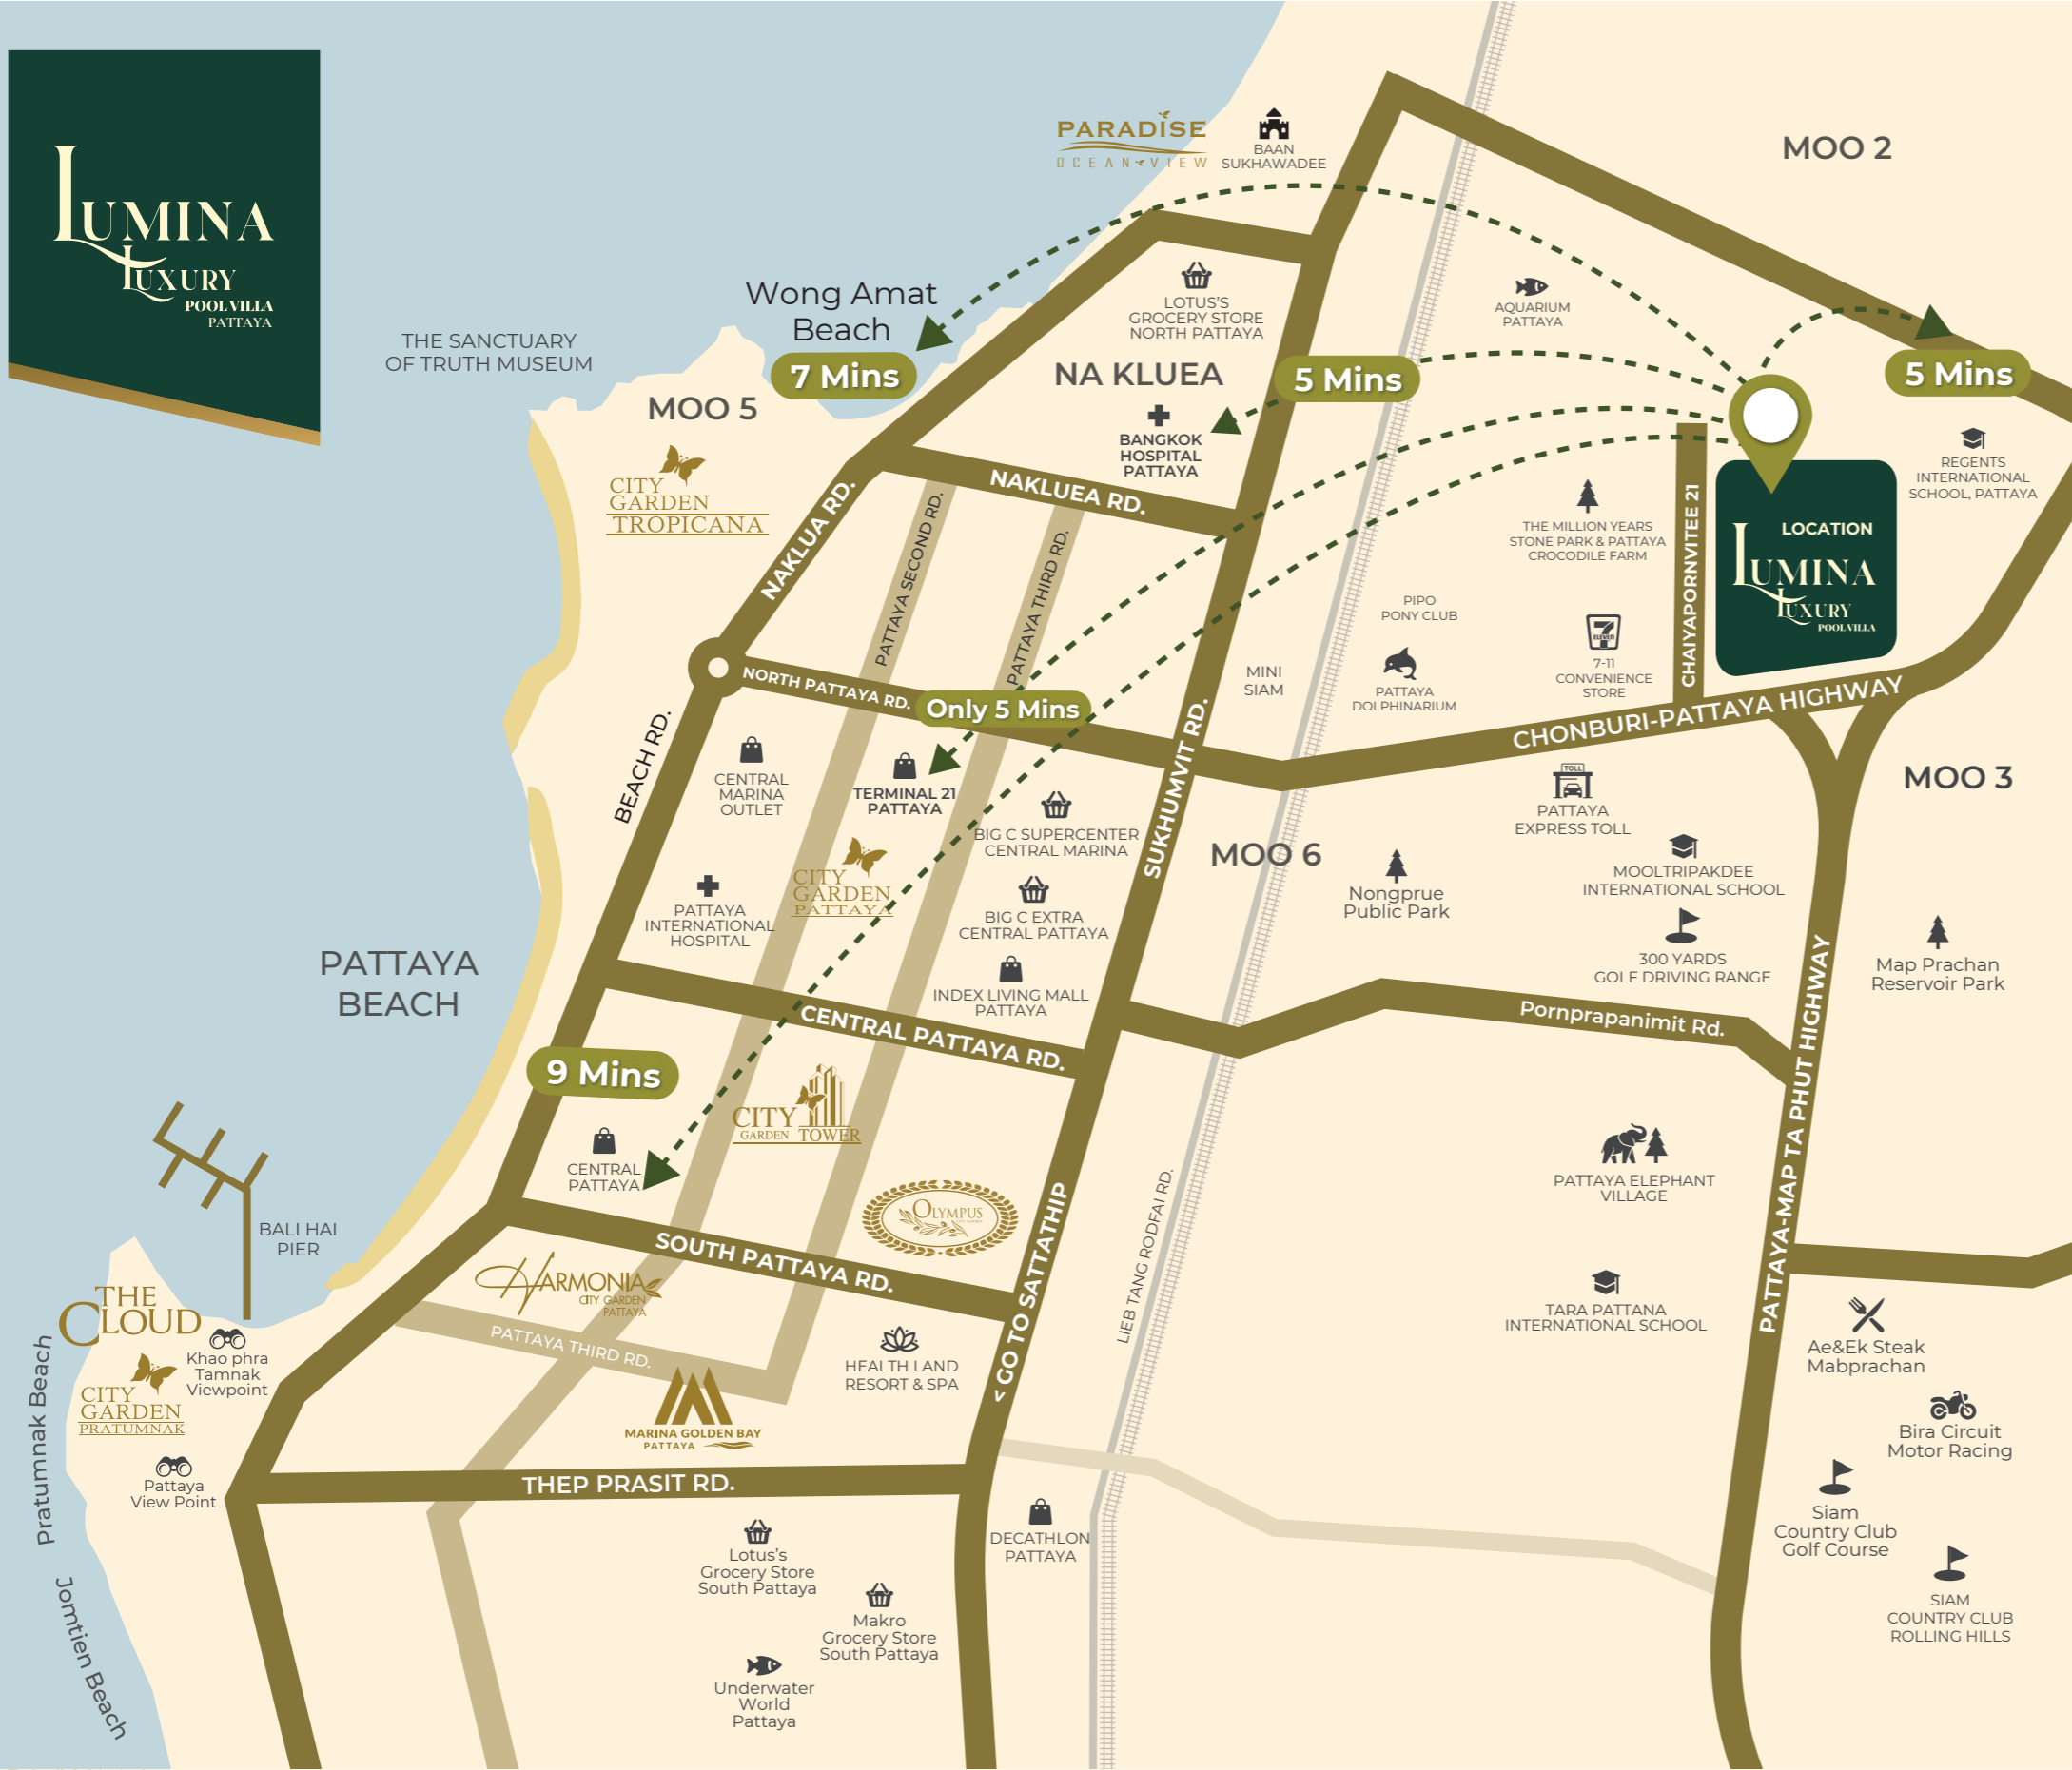 LUMINA
LUXURY
POOL VILLA
PATTAYA
PARADISE
OCEAN VIEW
BAAN
SUKHAWADEE
MOO 2
Wong Amat
Beach
7 Mins
THE SANCTUARY
OF TRUTH MUSEUM
LOTUS'S
GROCERY STORE
NORTH PATTAYA
AQUARIUM
PATTAYA
NA KLUEA
5 Mins
5 Mins
MOO 5
BANGKOK
HOSPITAL
PATTAYA
CITY
GARDEN
TROPICANA
NAKLUA RD.
NAKLUEA RD.
PATTAYA SECOND RD.
PATTAYA THIRD RD.
REGENTS
INTERNATIONAL
SCHOOL, PATTAYA
THE MILLION YEARS
STONE PARK & PATTAYA
CROCODILE FARM
CHAIYAPORNVITEE 21
LOCATION
LUMINA
LUXURY
POOL VILLA
PIPO
PONY CLUB
7
ELEVEN
7-11
CONVENIENCE
STORE
MINI
SIAM
PATTAYA
DOLPHINARIUM
NORTH PATTAYA RD.
Only 5 Mins
CHONBURI-PATTAYA HIGHWAY
BEACH RD.
SUKHUMVIT RD.
CENTRAL
MARINA
OUTLET
TERMINAL 21
PATTAYA
BIG C SUPERCENTER
CENTRAL MARINA
TOLL
PATTAYA
EXPRESS TOLL
MOO 3
MOO 6
MOOLTRIPAKDEE
INTERNATIONAL SCHOOL
Nongprue
Public Park
CITY
GARDEN
PATTAYA
PATTAYA
INTERNATIONAL
HOSPITAL
BIG C EXTRA
CENTRAL PATTAYA
300 YARDS
GOLF DRIVING RANGE
Map Prachan
Reservoir Park
PATTAYA
BEACH
INDEX LIVING MALL
PATTAYA
CENTRAL PATTAYA RD.
Pornprapanimit Rd.
PATTAYA-MAP TA PHUT HIGHWAY
9 Mins
CITY
GARDEN TOWER
CENTRAL
PATTAYA
PATTAYA ELEPHANT
VILLAGE
OLYMPUS
CITY GARDEN
BALI HAI
PIER
SOUTH PATTAYA RD.
< GO TO SATTATHIP
LIEB TANG RODFAI RD.
HARMONIA
CITY GARDEN
PATTAYA
THE
CLOUD
TARA PATTANA
INTERNATIONAL SCHOOL
Khao phra
Tamnak
Viewpoint
PATTAYA THIRD RD.
HEALTH LAND
RESORT & SPA
Ae&Ek Steak
Mabprachan
CITY
GARDEN
PRATUMNAK
Pratumnak Beach
MARINA GOLDEN BAY
PATTAYA
Bira Circuit
Motor Racing
Pattaya
View Point
THEP PRASIT RD.
Siam
Country Club
Golf Course
DECATHLON
PATTAYA
Lotus's
Grocery Store
South Pattaya
Makro
Grocery Store
South Pattaya
SIAM
COUNTRY CLUB
ROLLING HILLS
Jomtien Beach
Underwater
World
Pattaya